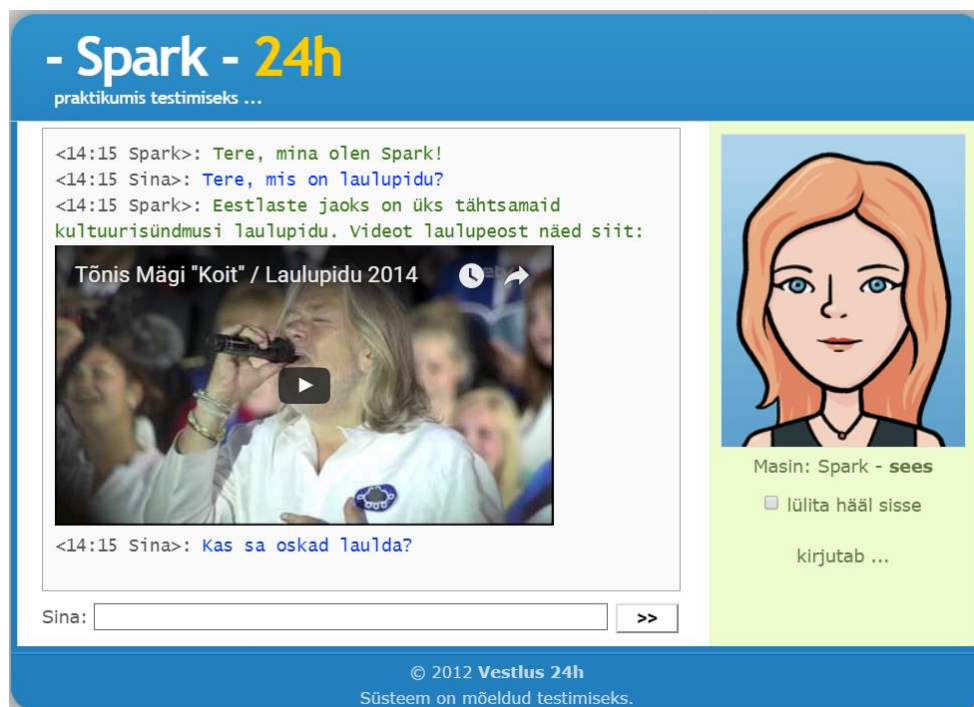 - Spark - 24h
praktikumis testimiseks ...
<14:15 Spark>: Tere, mina olen Spark!
<14:15 Sina>: Tere, mis on laulupidu?
<14:15 Spark>: Eestlaste jaoks on üks tähtsamaid
kultuurisündmusi laulupidu. Videot laulupeost näed siit:
Tõnis Mägi "Koit" / Laulupidu 2014
<14:15 Sina>: Kas sa oskad laulda?
Sina:
>>
Masin: Spark - sees
lülita hääl sisse
kirjutab ...
© 2012 Vestlus 24h
Süsteem on mõeldud testimiseks.